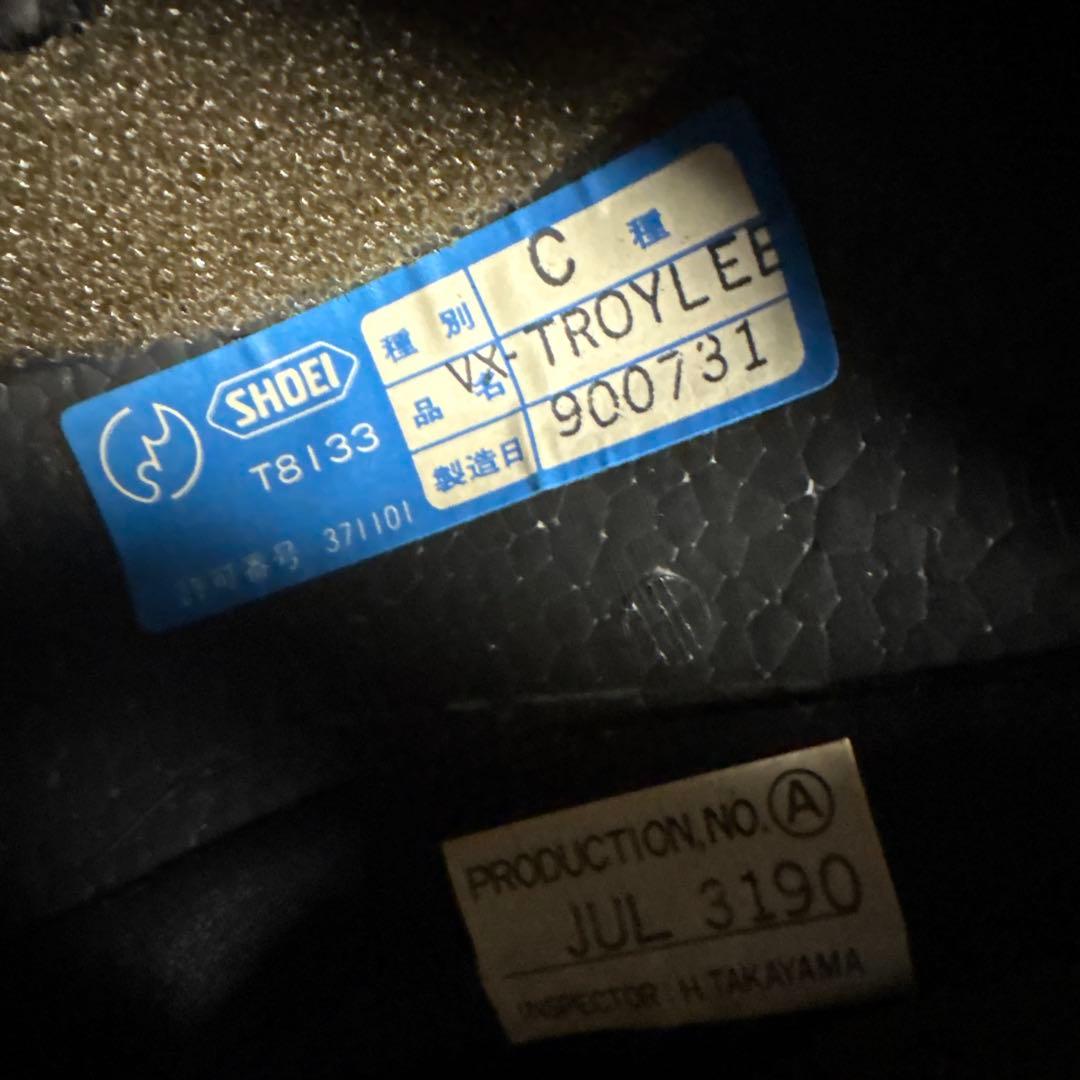 SHOEI
T8133
許可番号 371101
種別 C 種
品名 VX-TROYLEE
製造日 900731
PRODUCTION,NO. Ⓐ
JUL 3190
INSPECTOR : H.TAKAYAMA